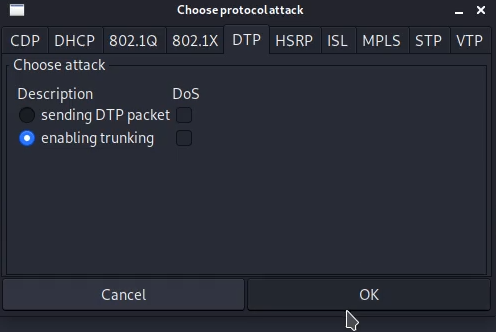 Choose protocol attack
CDP DHCP 802.1Q 802.1X DTP HSRP ISL MPLS STP VTP
Choose attack
Description DoS
sending DTP packet
enabling trunking
Cancel OK